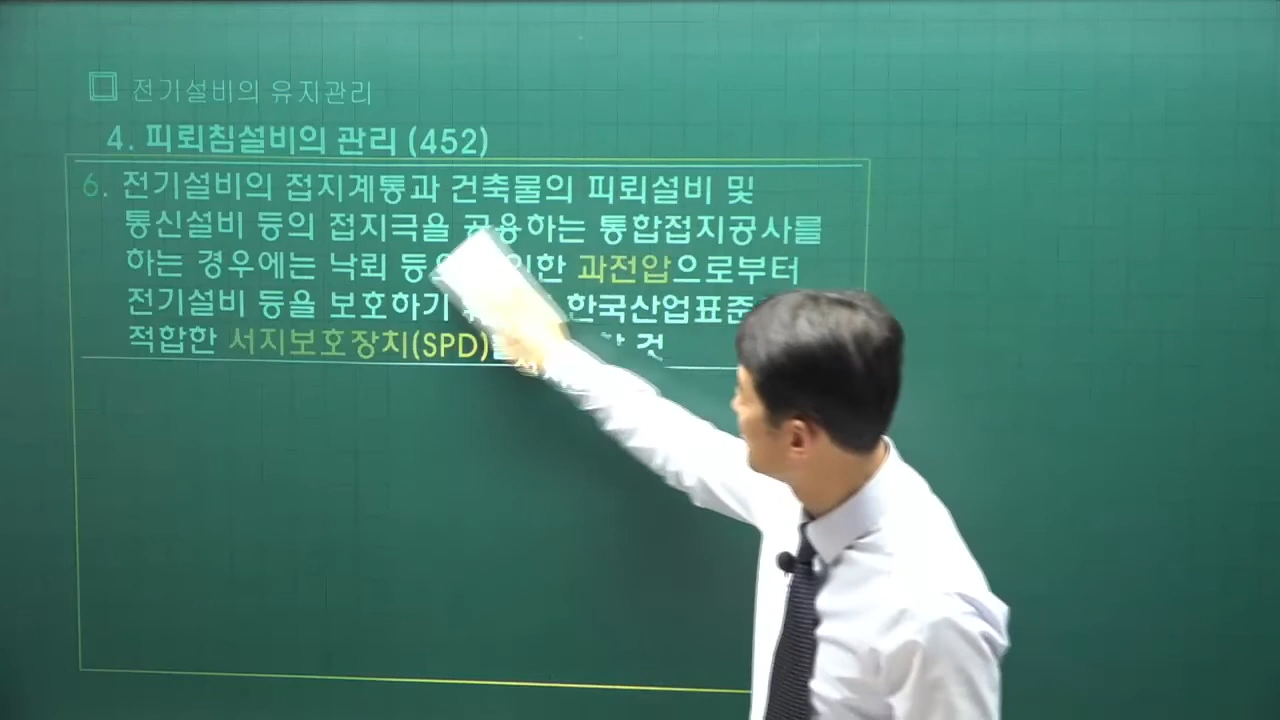 전기설비의 유지관리
4. 피뢰침설비의 관리 (452)
6. 전기설비의 접지계통과 건축물의 피뢰설비 및
통신설비 등의 접지극을 공용하는 통합접지공사를
하는 경우에는 낙뢰 과전압으로부터
전기설비 등을 보호하기 한국산업표준
적합한 서지보호장치(SPD) 것